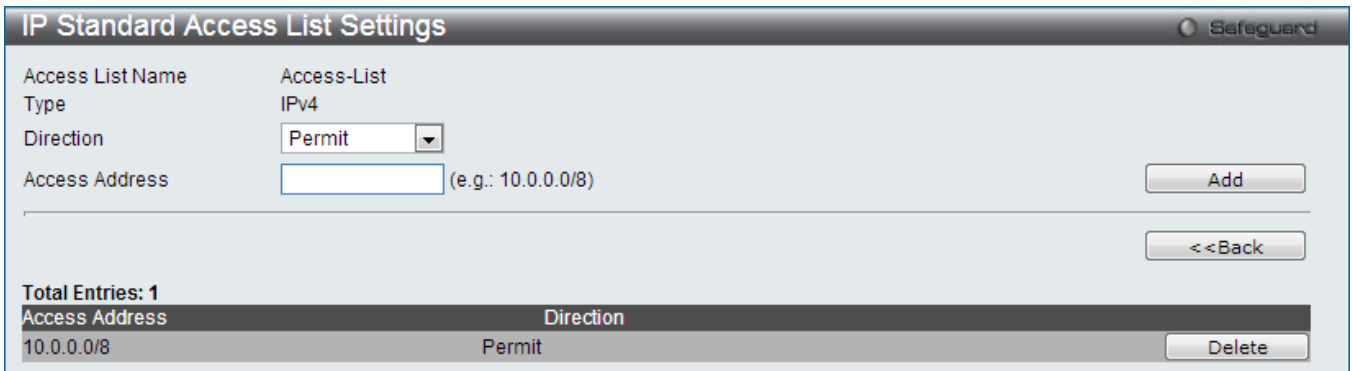 IP Standard Access List Settings Safeguard
Access List Name Access-List
Type IPv4
Direction Permit
Access Address (e.g.: 10.0.0.0/8) Add
<<Back
Total Entries: 1
Access Address Direction
10.0.0.0/8 Permit Delete